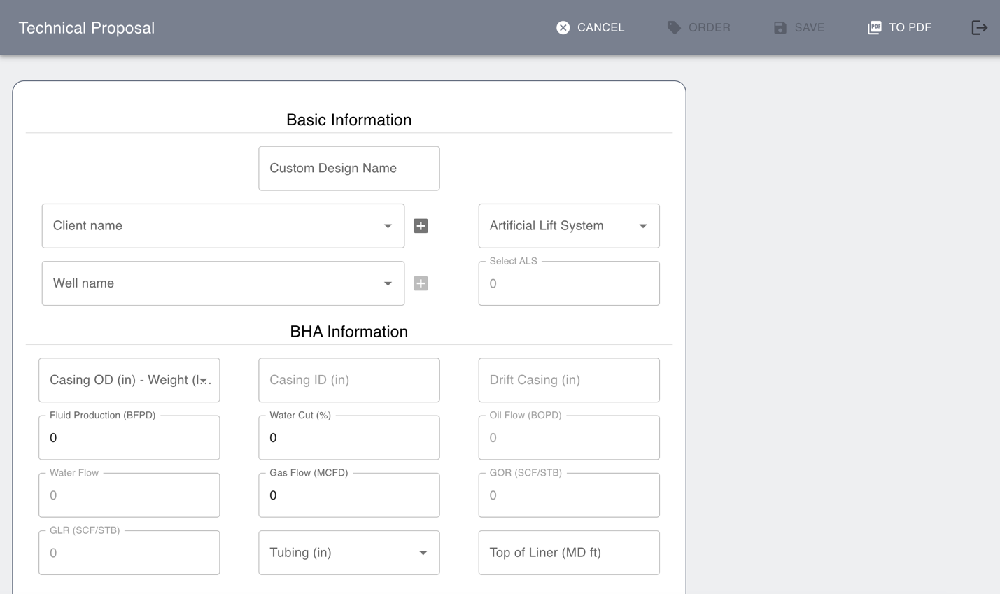 Technical Proposal
CANCEL
ORDER
SAVE
PDF
TO PDF
Basic Information
Custom Design Name
Client name
Artificial Lift System
Well name
Select ALS
0
BHA Information
Casing OD (in) - Weight (l...
Casing ID (in)
Drift Casing (in)
Fluid Production (BFPD)
0
Water Cut (%)
0
Oil Flow (BOPD)
0
Water Flow
0
Gas Flow (MCFD)
0
GOR (SCF/STB)
0
GLR (SCF/STB)
0
Tubing (in)
Top of Liner (MD ft)